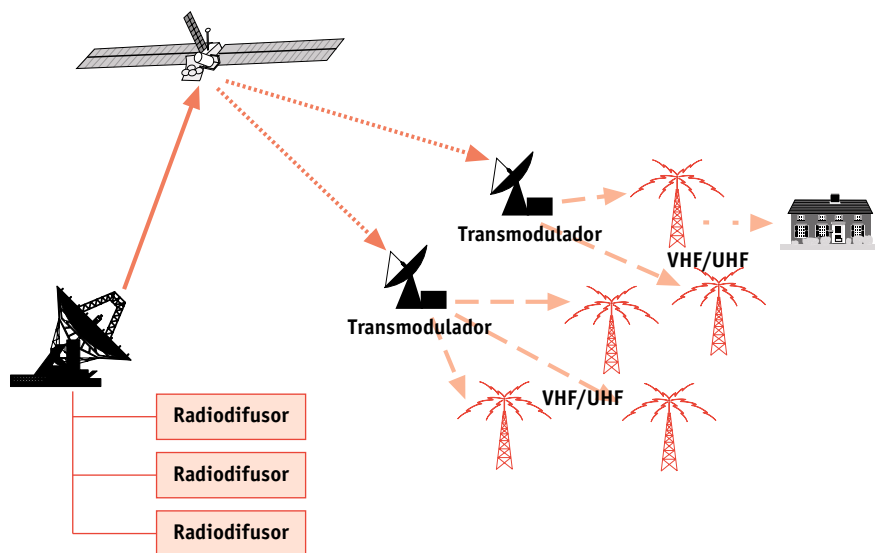 Transmodulador
VHF/UHF
Transmodulador
VHF/UHF
Radiodifusor
Radiodifusor
Radiodifusor